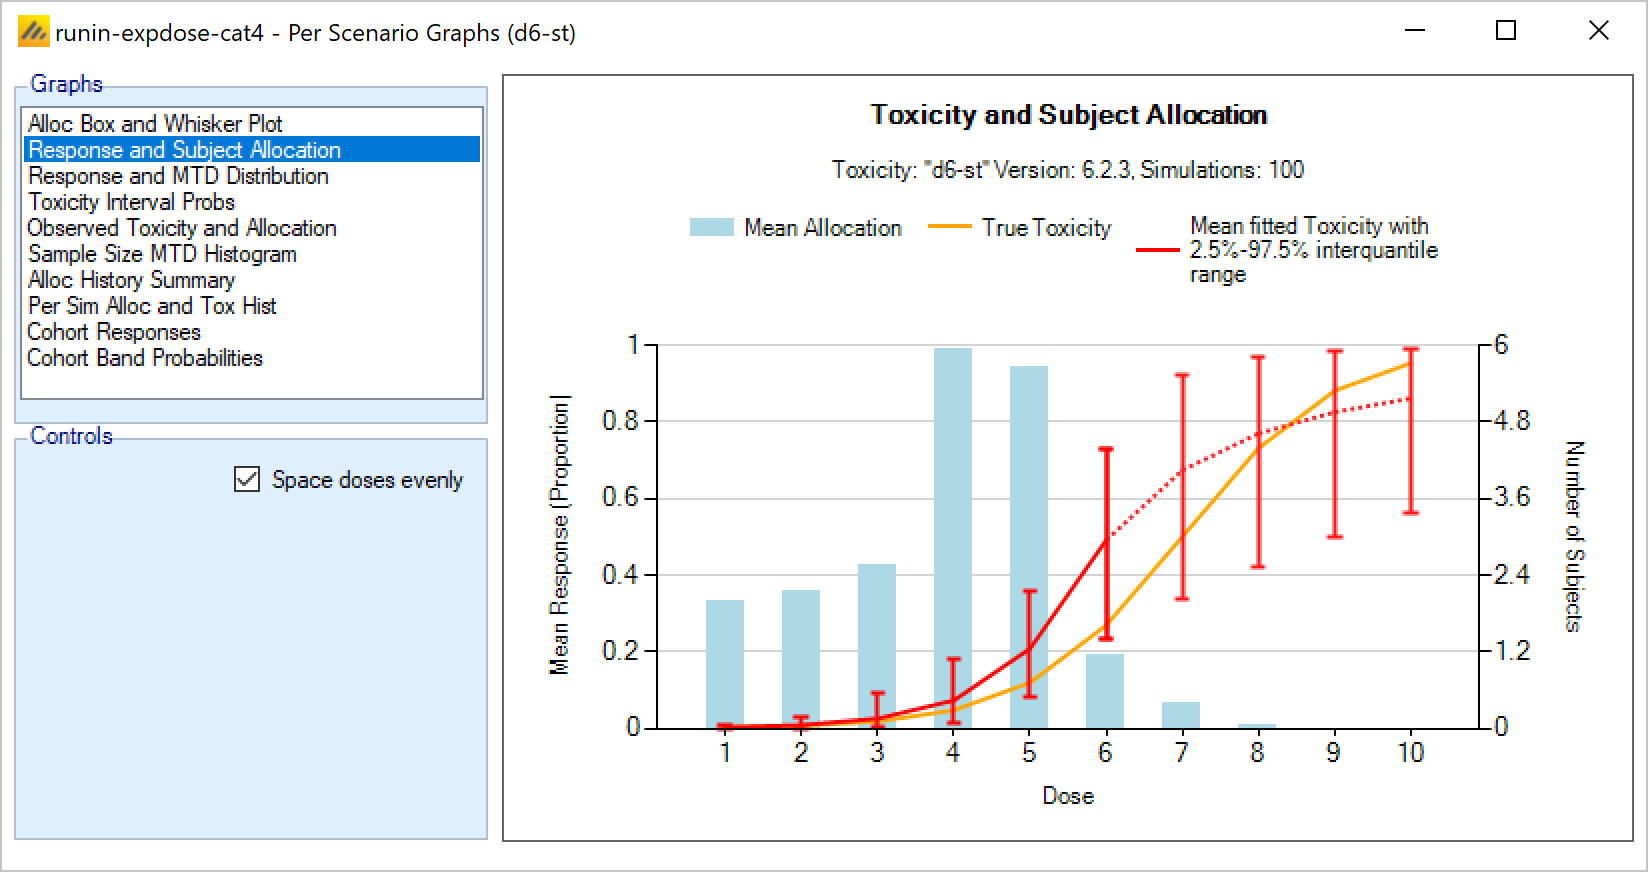 runin-expdose-cat4 - Per Scenario Graphs (d6-st)
Graphs
Alloc Box and Whisker Plot
Response and Subject Allocation
Response and MTD Distribution
Toxicity Interval Probs
Observed Toxicity and Allocation
Sample Size MTD Histogram
Alloc History Summary
Per Sim Alloc and Tox Hist
Cohort Responses
Cohort Band Probabilities
Controls
Space doses evenly
Toxicity and Subject Allocation
Toxicity: "d6-st" Version: 6.2.3, Simulations: 100
Mean Allocation
True Toxicity
Mean fitted Toxicity with
2.5%-97.5% interquantile
range
Mean Response (Proportion)
1
0.8
0.6
0.4
0.2
0
6
4.8
3.6
2.4
1.2
0
Number of Subjects
1 2 3 4 5 6 7 8 9 10
Dose